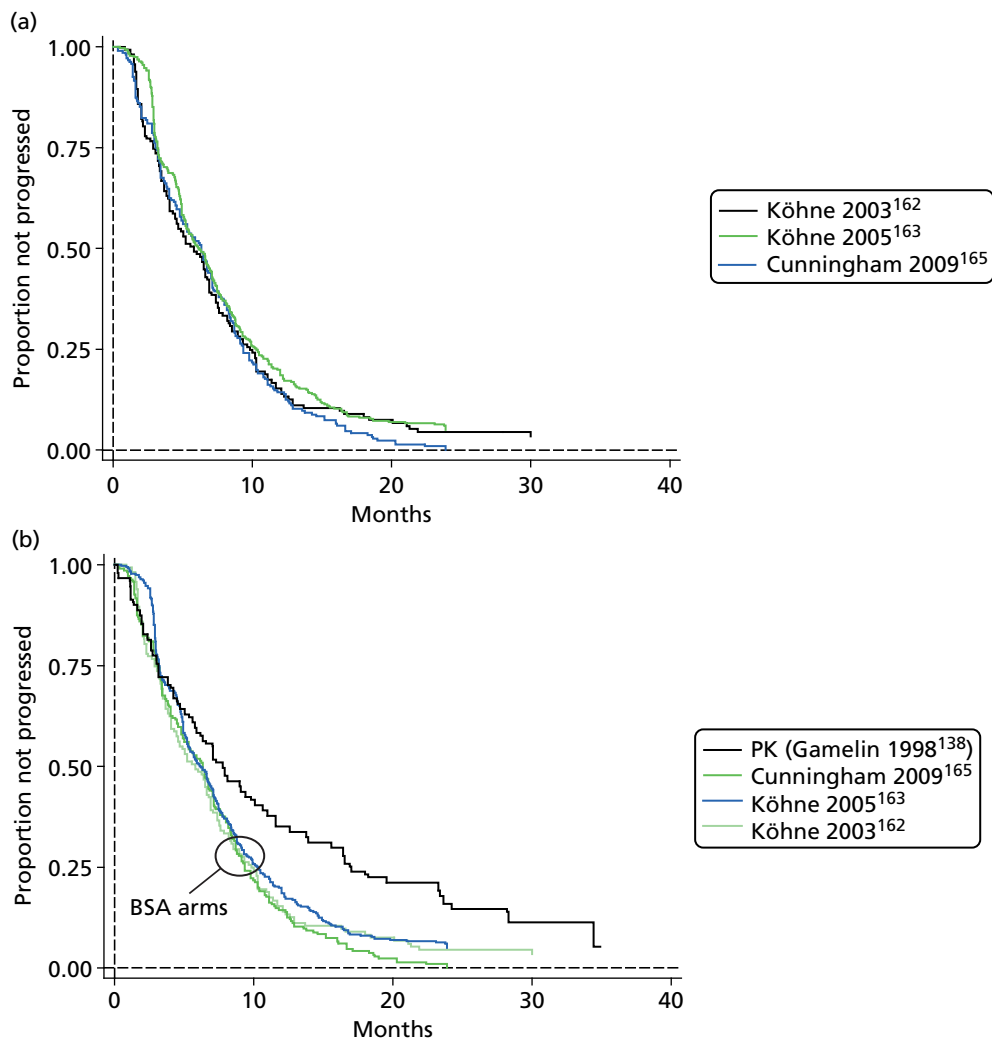 (a)
1.00
0.75
0.50
0.25
0.00
Proportion not progressed
0 10 20 30 40
Months
Köhne 2003162
Köhne 2005163
Cunningham 2009165
(b)
1.00
0.75
0.50
0.25
0.00
Proportion not progressed
BSA arms
0 10 20 30 40
Months
PK (Gamelin 1998138)
Cunningham 2009165
Köhne 2005163
Köhne 2003162